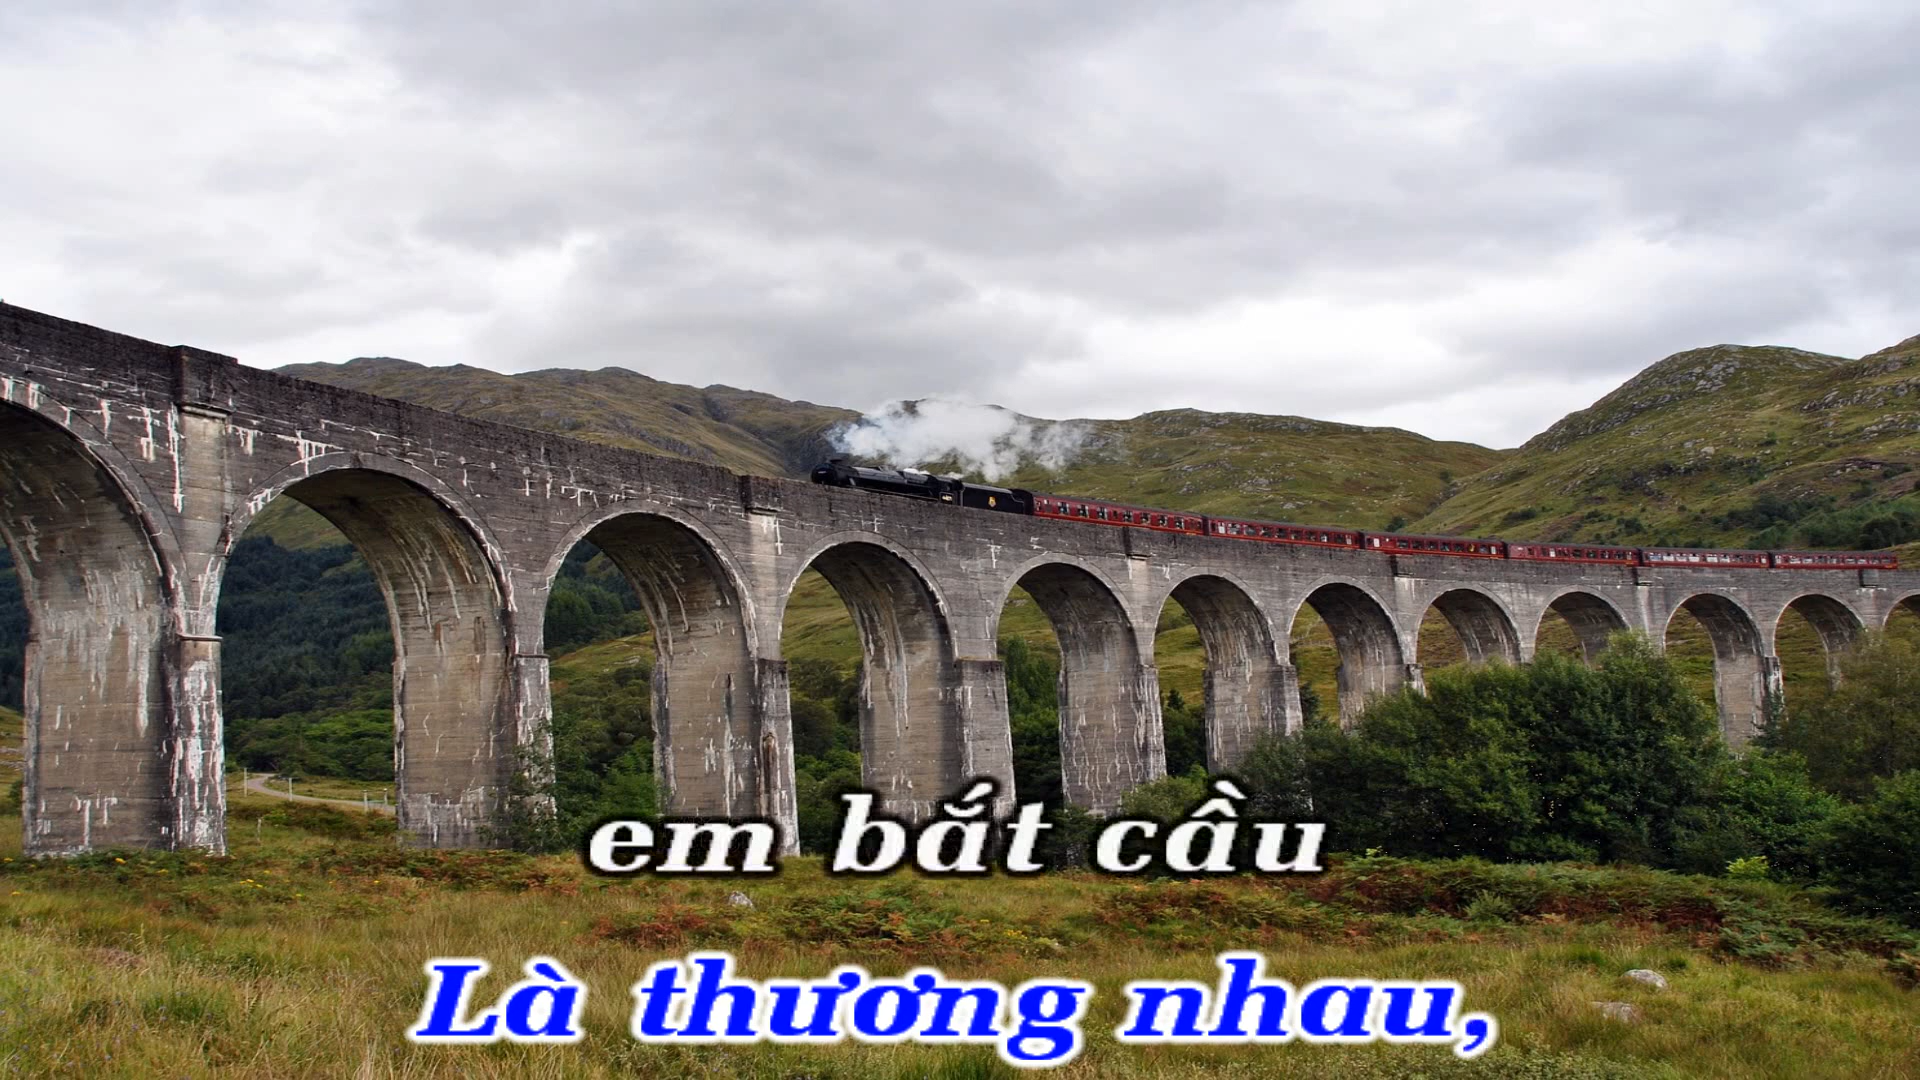 em bắt cầu
Là thương nhau,